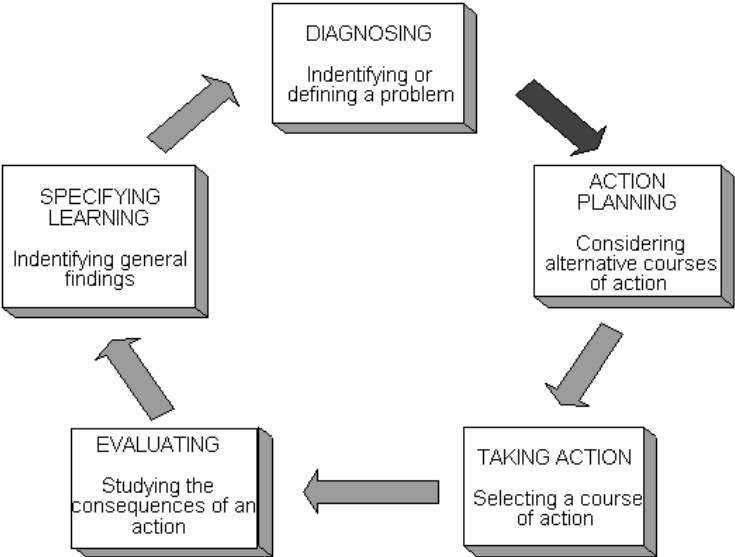 DIAGNOSING
Indentifying or
defining a problem
ACTION
PLANNING
Considering
alternative courses
of action
TAKING ACTION
Selecting a course
of action
EVALUATING
Studying the
consequences of an
action
SPECIFYING
LEARNING
Indentifying general
findings